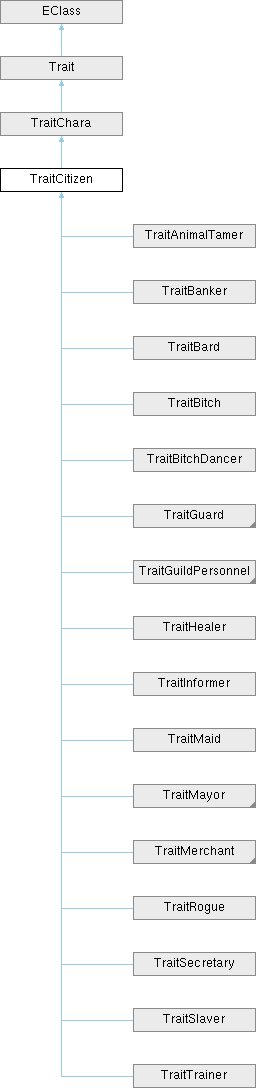 EClass
Trait
TraitChara
TraitCitizen
TraitAnimalTamer
TraitBanker
TraitBard
TraitBitch
TraitBitchDancer
TraitGuard
TraitGuildPersonnel
TraitHealer
TraitInformer
TraitMaid
TraitMayor
TraitMerchant
TraitRogue
TraitSecretary
TraitSlaver
TraitTrainer